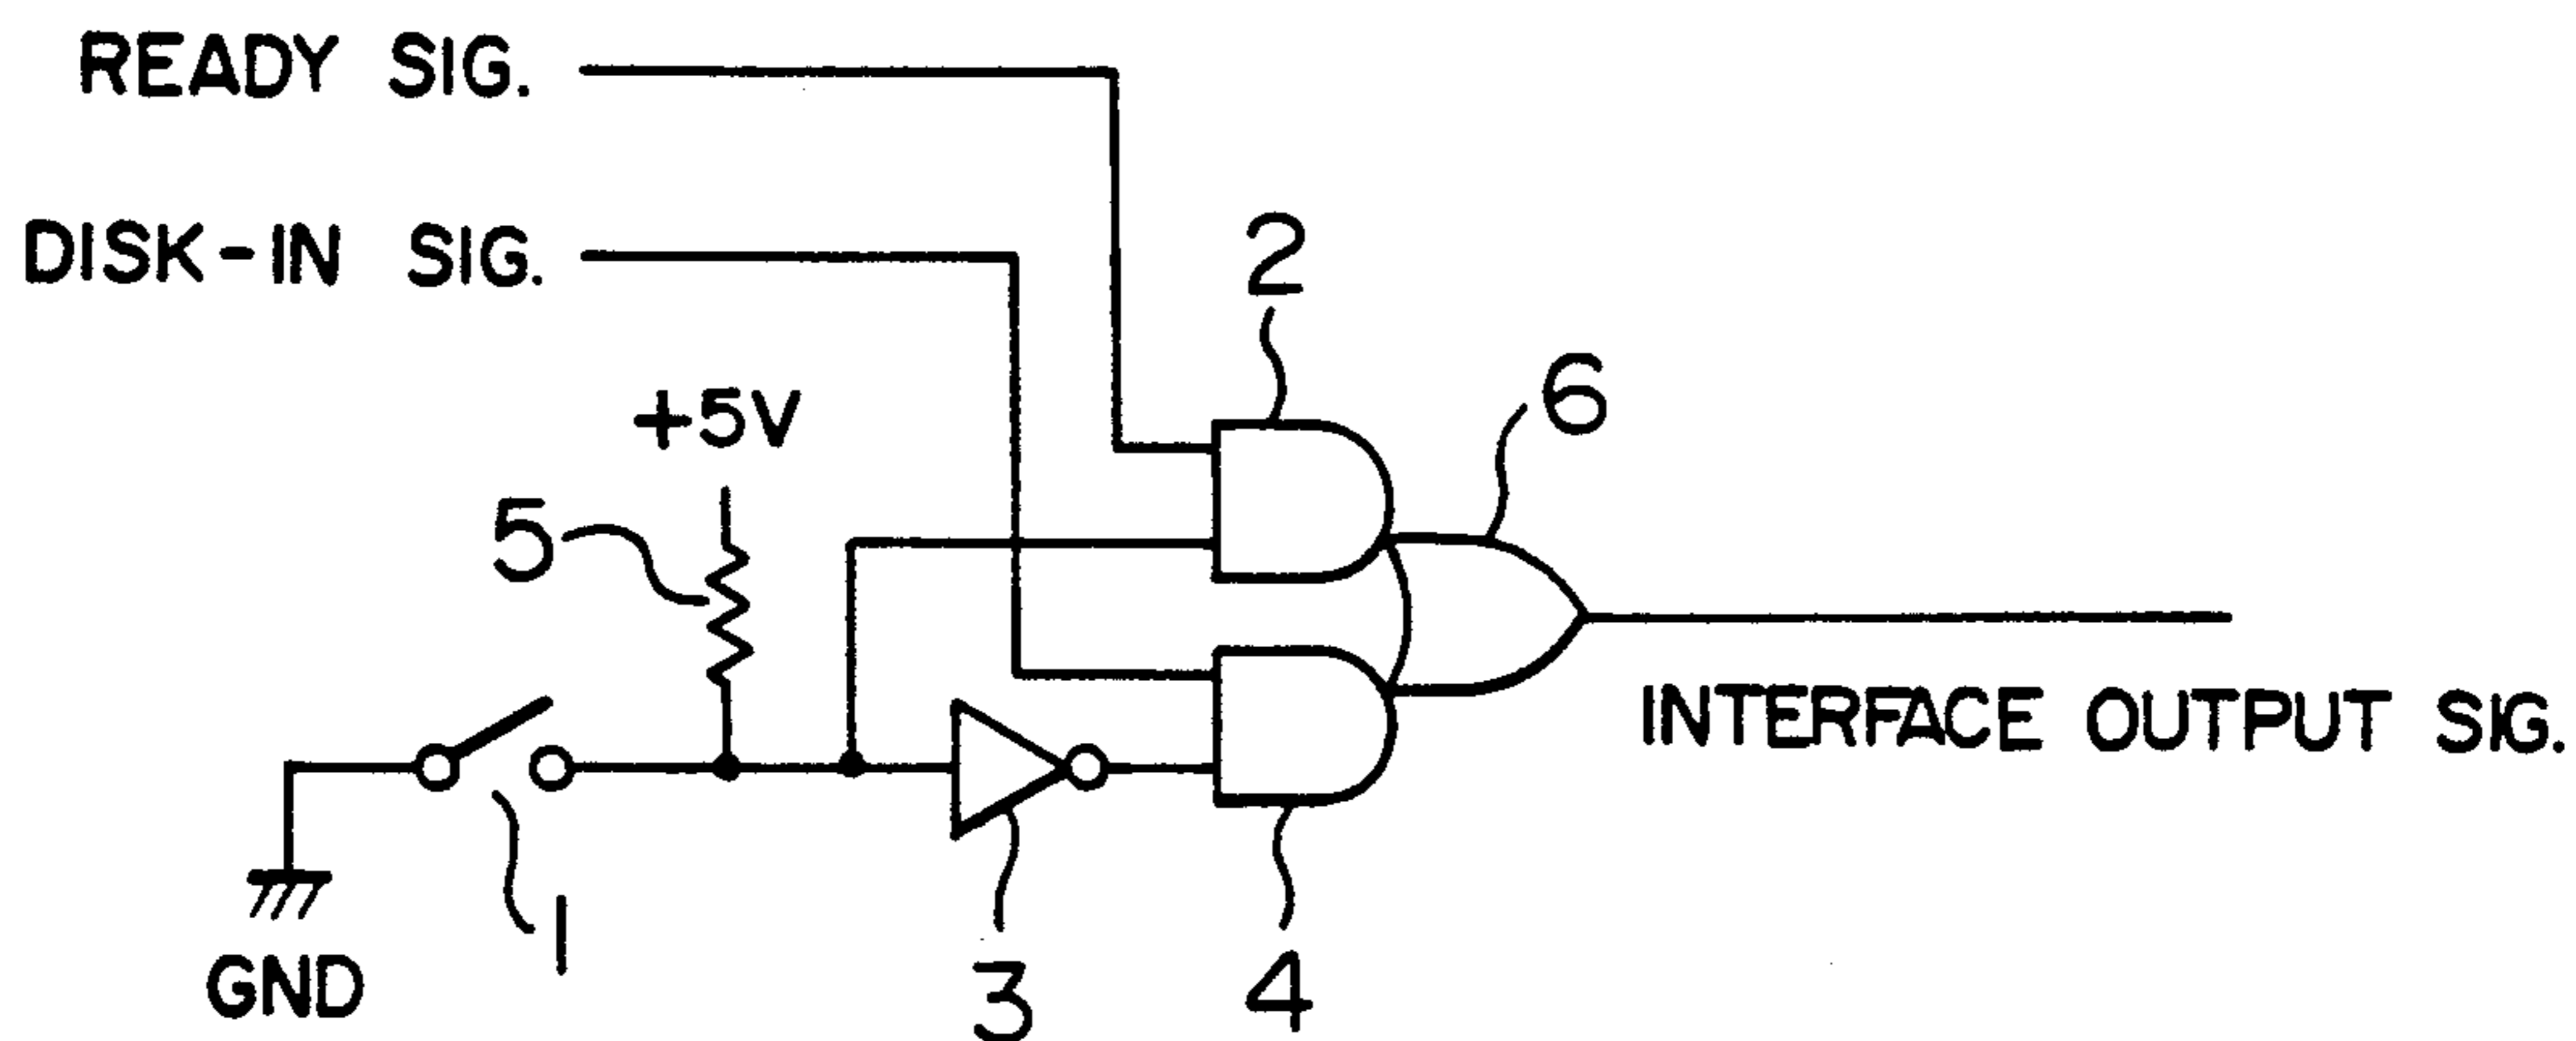 READY SIG.
DISK-IN SIG.
2
6
+5V
5
INTERFACE OUTPUT SIG.
1
3
4
GND